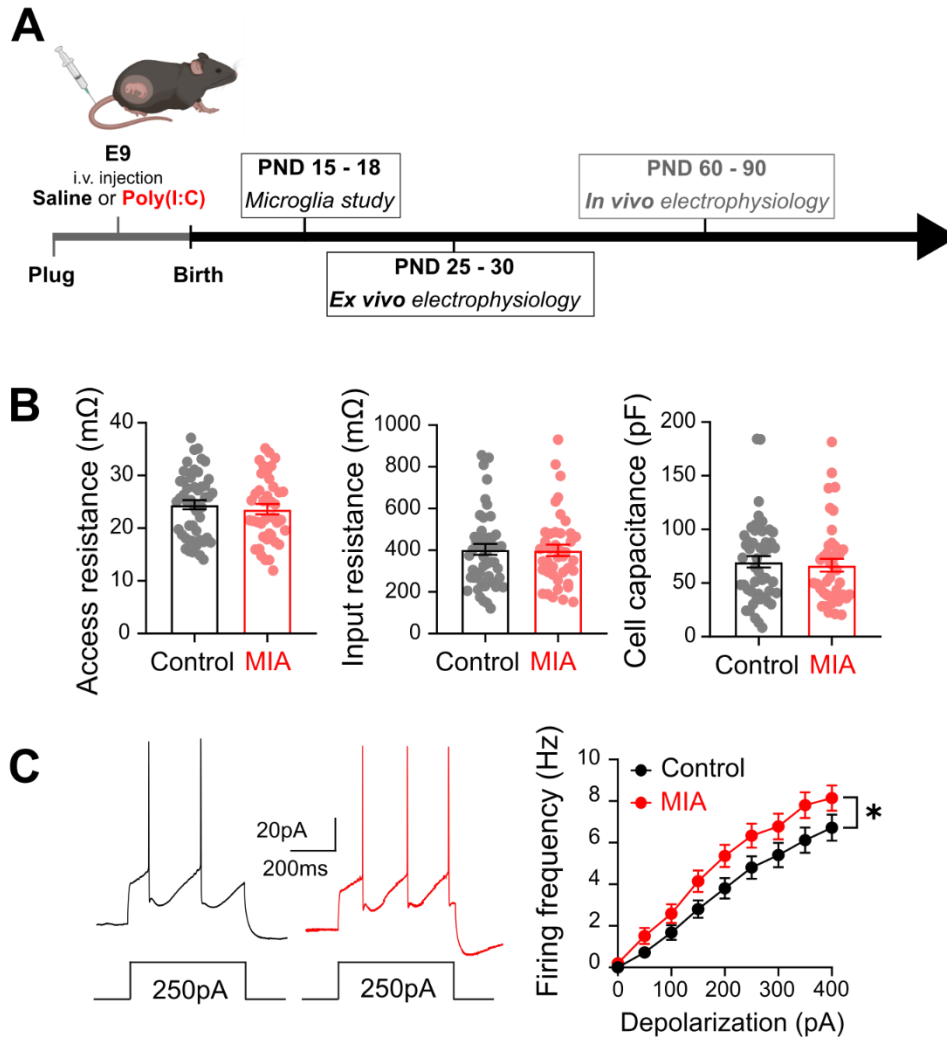 A
E9
i.v. injection
Saline or Poly(I:C)
PND 15 - 18
Microglia study
PND 60 - 90
In vivo electrophysiology
Plug
Birth
PND 25 - 30
Ex vivo electrophysiology
B
Access resistance (mΩ)
40
30
20
10
0
Control MIA
Input resistance (mΩ)
1000
800
600
400
200
0
Control MIA
Cell capacitance (pF)
200
150
100
50
0
Control MIA
C
20pA
200ms
250pA
250pA
Firing frequency (Hz)
10
8
6
4
2
0
Control
MIA
*
0 100 200 300 400
Depolarization (pA)